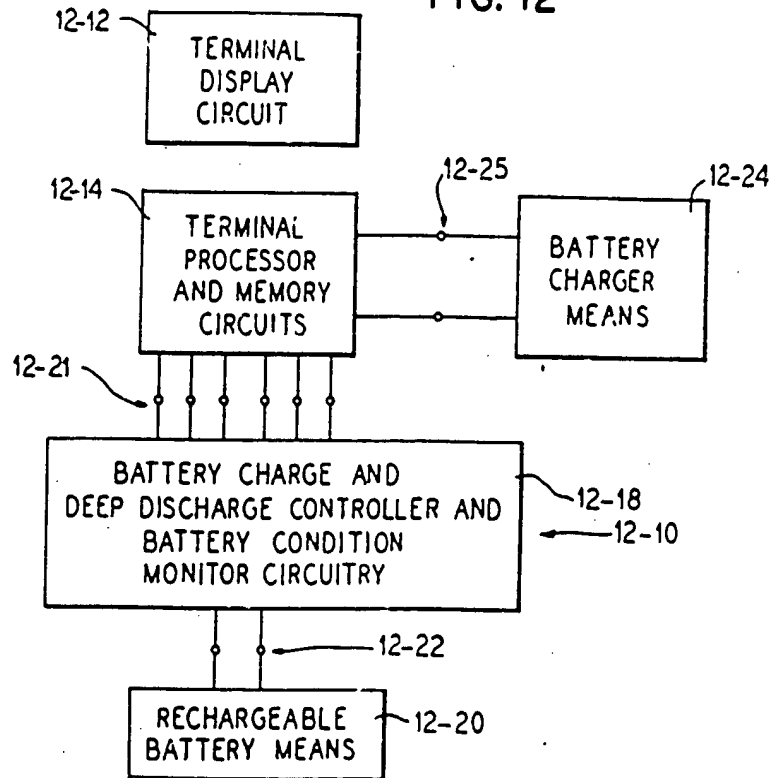 FIG. 12
12-12
TERMINAL
DISPLAY
CIRCUIT
12-14
TERMINAL
PROCESSOR
AND MEMORY
CIRCUITS
12-25
12-24
BATTERY
CHARGER
MEANS
12-21
BATTERY CHARGE AND
DEEP DISCHARGE CONTROLLER AND
BATTERY CONDITION
MONITOR CIRCUITRY
12-18
12-10
12-22
RECHARGEABLE
BATTERY MEANS
12-20